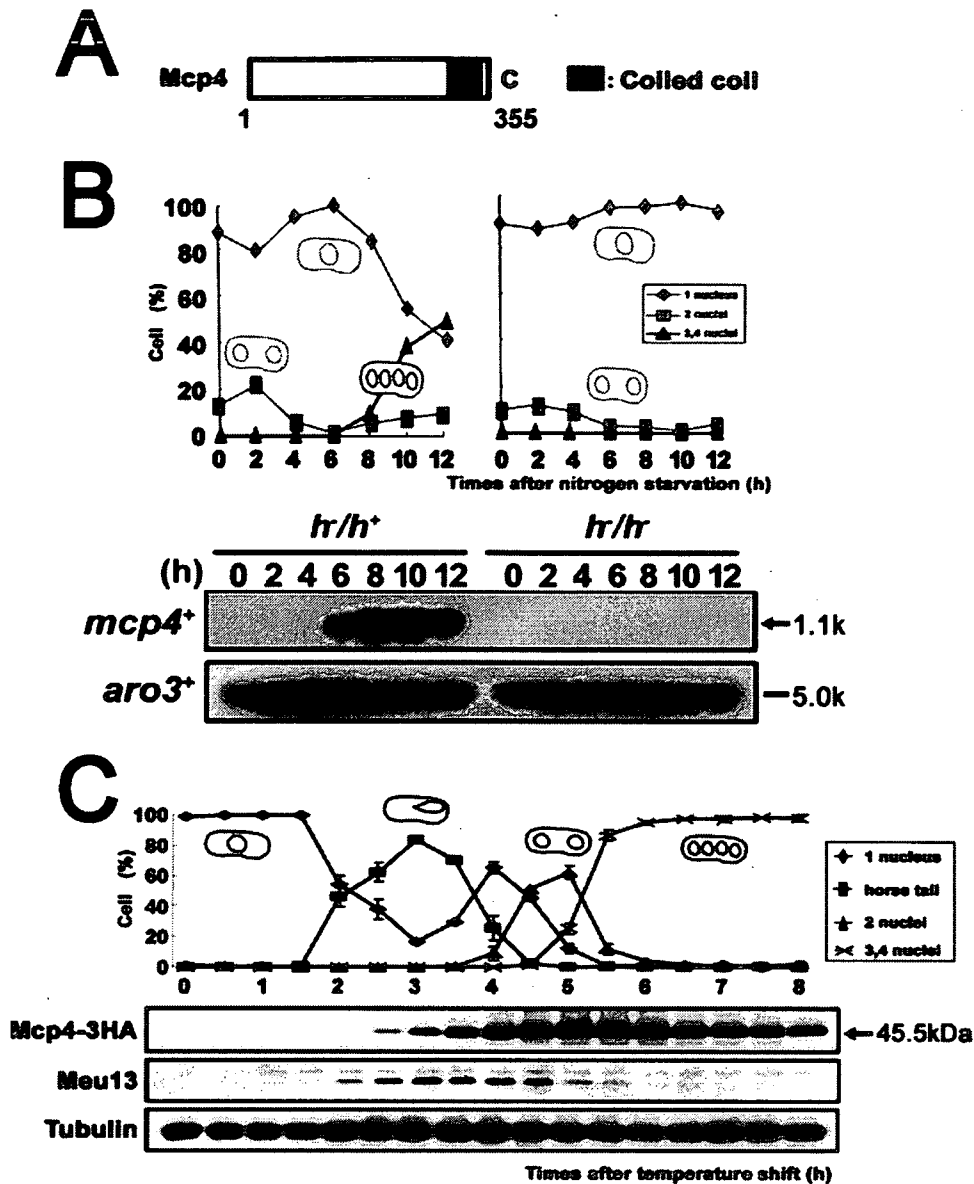 A
Mcp4
C
: Coiled coil
1
355
B
Cell (%)
100
80
60
40
20
0
0 2 4 6 8 10 12
0 2 4 6 8 10 12
1 nucleus
2 nuclei
3,4 nuclei
Times after nitrogen starvation (h)
h-/h+
h-/h-
(h) 0 2 4 6 8 10 12 0 2 4 6 8 10 12
mcp4+
1.1k
aro3+
5.0k
C
Cell (%)
100
80
60
40
20
0
0 1 2 3 4 5 6 7 8
1 nucleus
horse tail
2 nuclei
3,4 nuclei
Mcp4-3HA
45.5kDa
Meu13
Tubulin
Times after temperature shift (h)